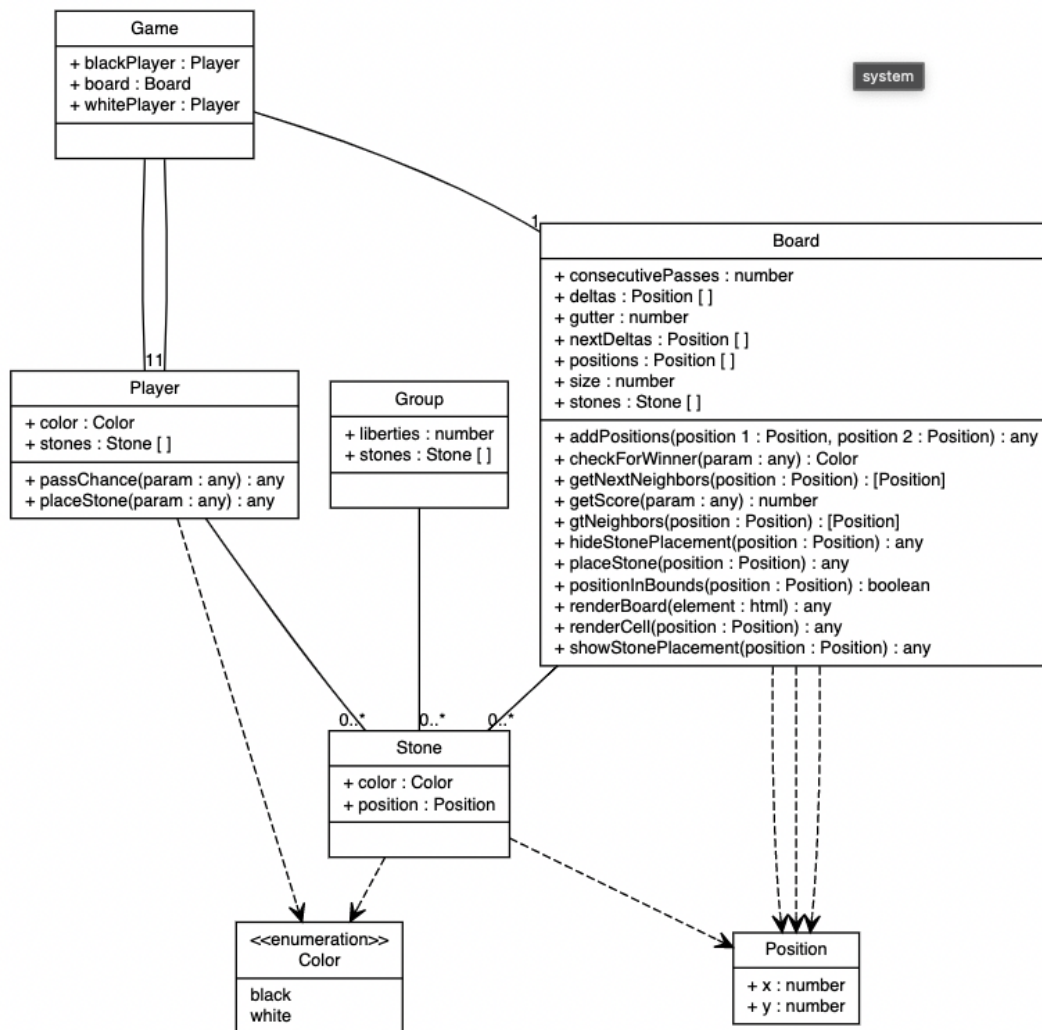 Game
+ blackPlayer : Player
+ board : Board
+ whitePlayer : Player
system
1
Board
+ consecutivePasses : number
+ deltas : Position [ ]
+ gutter : number
+ nextDeltas : Position [ ]
+ positions : Position [ ]
+ size : number
+ stones : Stone [ ]
+ addPositions(position 1 : Position, position 2 : Position) : any
+ checkForWinner(param : any) : Color
+ getNextNeighbors(position : Position) : [Position]
+ getScore(param : any) : number
+ gtNeighbors(position : Position) : [Position]
+ hideStonePlacement(position : Position) : any
+ placeStone(position : Position) : any
+ positionInBounds(position : Position) : boolean
+ renderBoard(element : html) : any
+ renderCell(position : Position) : any
+ showStonePlacement(position : Position) : any
11
Player
+ color : Color
+ stones : Stone [ ]
+ passChance(param : any) : any
+ placeStone(param : any) : any
Group
+ liberties : number
+ stones : Stone [ ]
0..*
0..*
0..*
Stone
+ color : Color
+ position : Position
<<enumeration>>
Color
black
white
Position
+ x : number
+ y : number